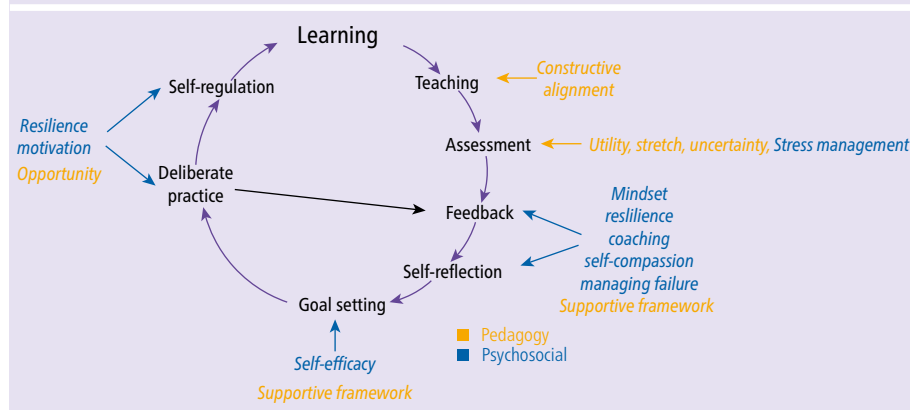 Learning
Teaching
Constructive
alignment
Self-regulation
Resilience
motivation
Opportunity
Assessment
Utility, stretch, uncertainty, Stress management
Deliberate
practice
Feedback
Mindset
reslilience
coaching
self-compassion
managing failure
Supportive framework
Self-reflection
Goal setting
Self-efficacy
Supportive framework
Pedagogy
Psychosocial